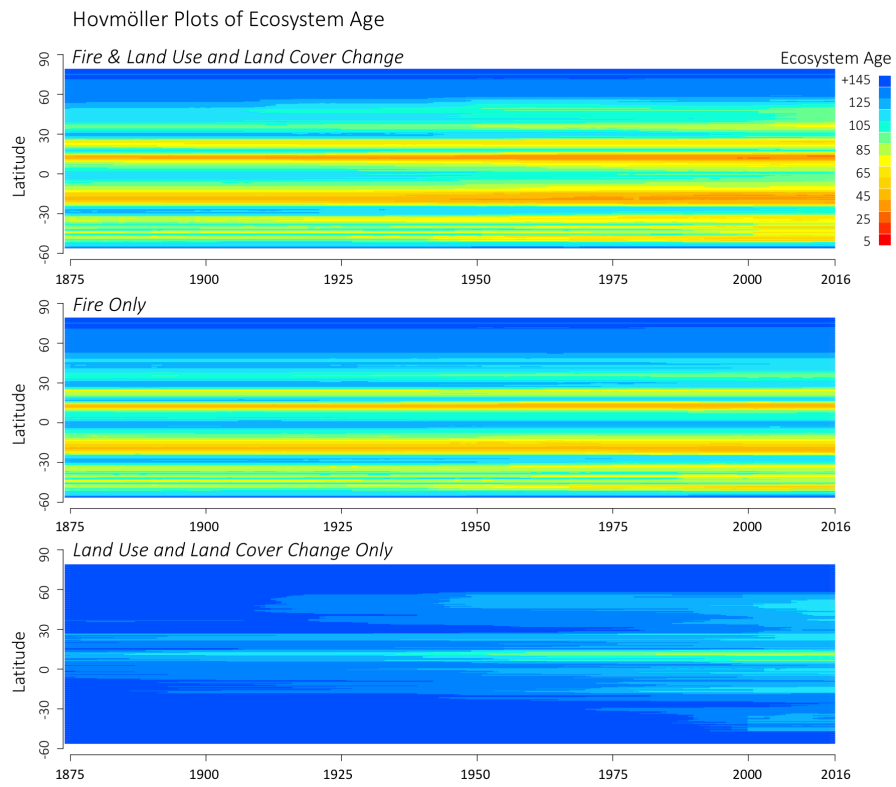 Hovmöller Plots of Ecosystem Age
Fire & Land Use and Land Cover Change
Ecosystem Age
+145
125
105
85
65
45
25
5
Latitude
90
60
30
0
-30
-60
1875 1900 1925 1950 1975 2000 2016
Fire Only
Latitude
90
60
30
0
-30
-60
1875 1900 1925 1950 1975 2000 2016
Land Use and Land Cover Change Only
Latitude
90
60
30
0
-30
-60
1875 1900 1925 1950 1975 2000 2016